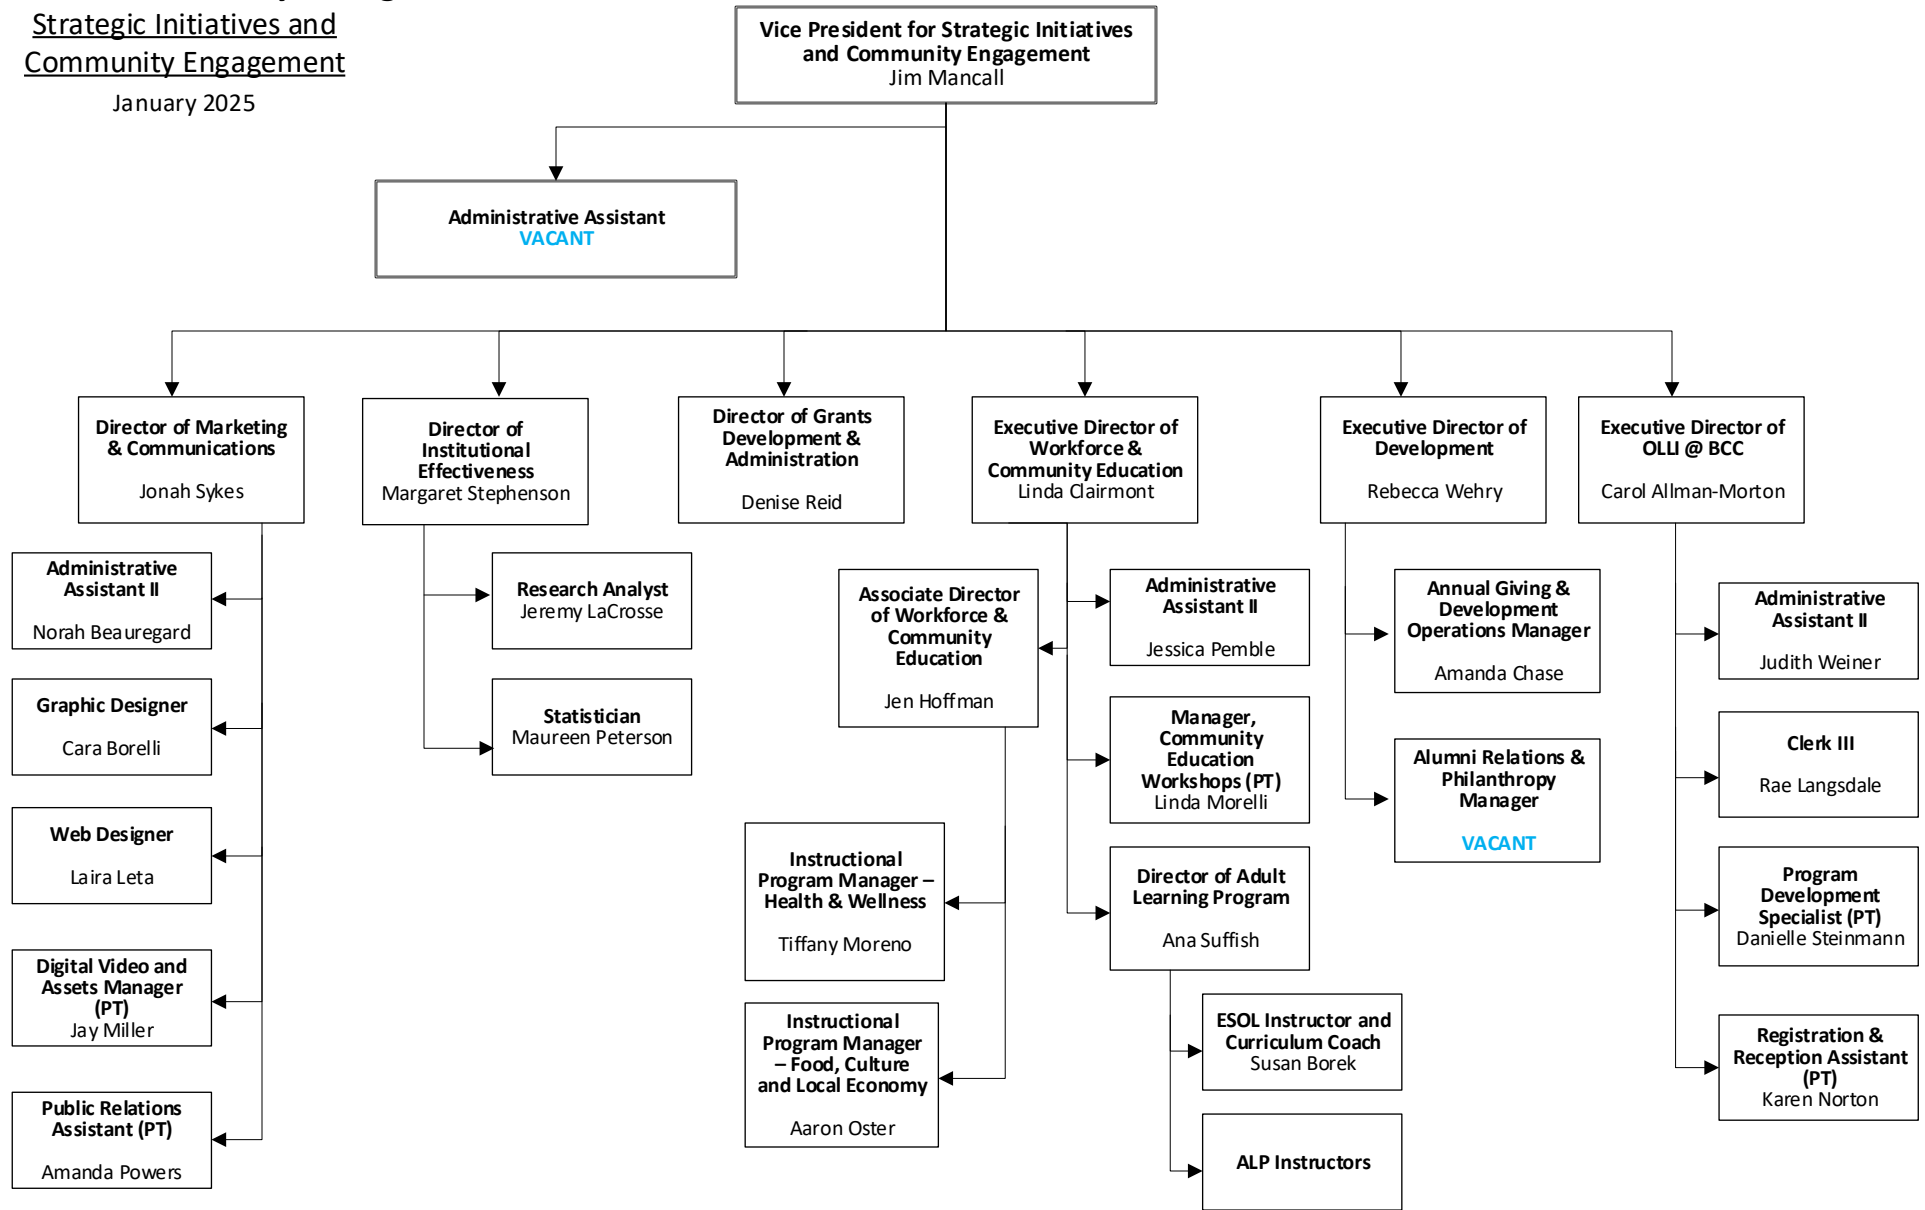 Strategic Initiatives and
Community Engagement
January 2025
Vice President for Strategic Initiatives
and Community Engagement
Jim Mancall
Administrative Assistant
VACANT
Director of Marketing
& Communications
Jonah Sykes
Director of
Institutional
Effectiveness
Margaret Stephenson
Director of Grants
Development &
Administration
Denise Reid
Executive Director of
Workforce &
Community Education
Linda Clairmont
Executive Director of
Development
Rebecca Wehry
Executive Director of
OLLI @ BCC
Carol Allman-Morton
Administrative
Assistant II
Norah Beauregard
Graphic Designer
Cara Borelli
Web Designer
Laira Leta
Digital Video and
Assets Manager
(PT)
Jay Miller
Public Relations
Assistant (PT)
Amanda Powers
Research Analyst
Jeremy LaCrosse
Statistician
Maureen Peterson
Associate Director
of Workforce &
Community
Education
Jen Hoffman
Instructional
Program Manager –
Health & Wellness
Tiffany Moreno
Instructional
Program Manager
– Food, Culture
and Local Economy
Aaron Oster
Administrative
Assistant II
Jessica Pemble
Manager,
Community
Education
Workshops (PT)
Linda Morelli
Director of Adult
Learning Program
Ana Suffish
ESOL Instructor and
Curriculum Coach
Susan Borek
ALP Instructors
Annual Giving &
Development
Operations Manager
Amanda Chase
Alumni Relations &
Philanthropy
Manager
VACANT
Administrative
Assistant II
Judith Weiner
Clerk III
Rae Langsdale
Program
Development
Specialist (PT)
Danielle Steinmann
Registration &
Reception Assistant
(PT)
Karen Norton